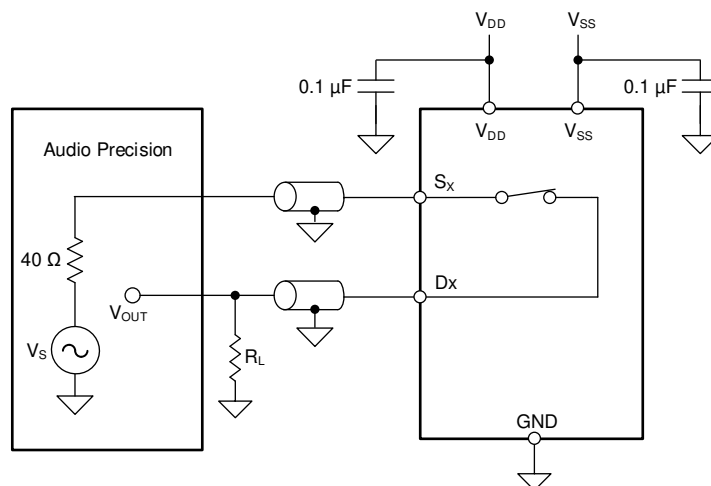 V_DD V_SS
0.1 µF 0.1 µF
V_DD V_SS
Audio Precision
S_X
40 Ω
Dx
V_OUT
V_S
R_L
GND